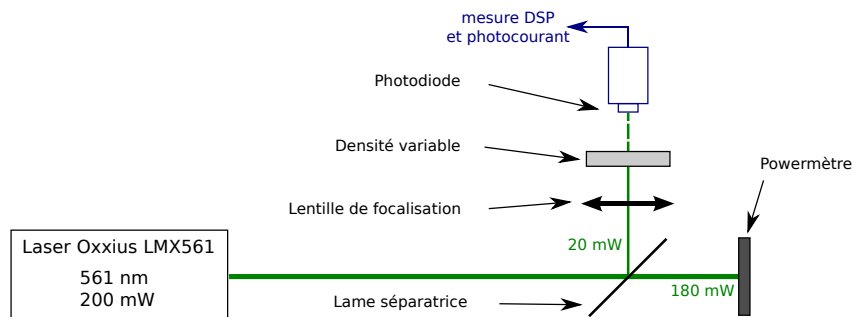 mesure DSP
et photocourant
Photodiode
Densité variable
Powermètre
Lentille de focalisation
20 mW
Laser Oxxius LMX561
561 nm
200 mW
180 mW
Lame séparatrice